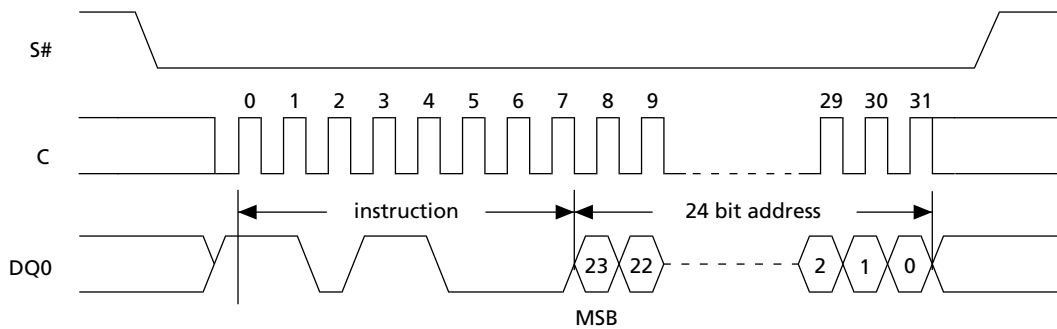 S#
0 1 2 3 4 5 6 7 8 9 29 30 31
C
instruction 24 bit address
DQ0 23 22 2 1 0
MSB